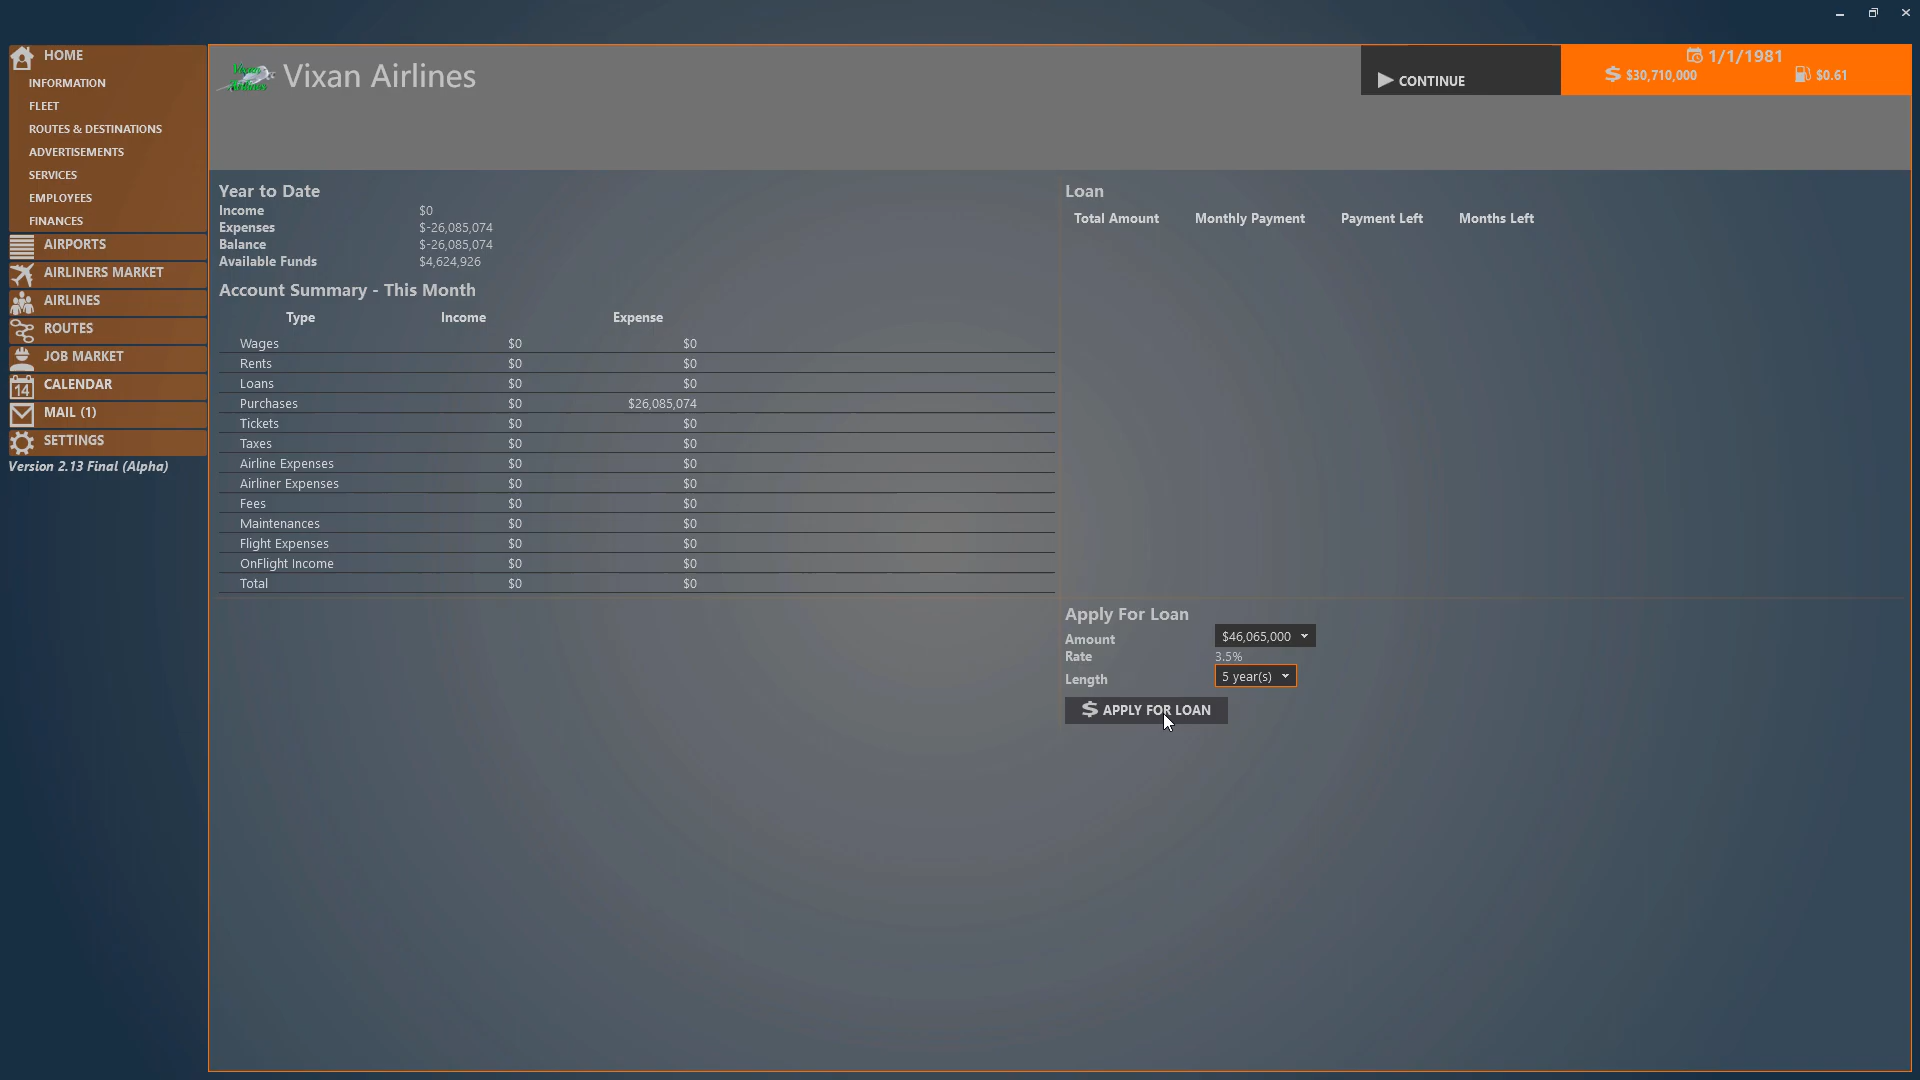 HOME
INFORMATION
FLEET
ROUTES & DESTINATIONS
ADVERTISEMENTS
SERVICES
EMPLOYEES
FINANCES
AIRPORTS
AIRLINERS MARKET
AIRLINES
ROUTES
JOB MARKET
14 CALENDAR
MAIL (1)
SETTINGS
Version 2.13 Final (Alpha)
Vixan Airlines
Vixan Airlines
CONTINUE
1/1/1981
$ $30,710,000 $0.61
Year to Date
Income $0
Expenses $-26,085,074
Balance $-26,085,074
Available Funds $4,624,926
Account Summary - This Month
Type Income Expense
Wages $0 $0
Rents $0 $0
Loans $0 $0
Purchases $0 $26,085,074
Tickets $0 $0
Taxes $0 $0
Airline Expenses $0 $0
Airliner Expenses $0 $0
Fees $0 $0
Maintenances $0 $0
Flight Expenses $0 $0
OnFlight Income $0 $0
Total $0 $0
Loan
Total Amount Monthly Payment Payment Left Months Left
Apply For Loan
Amount $46,065,000
Rate 3.5%
Length 5 year(s)
$ APPLY FOR LOAN